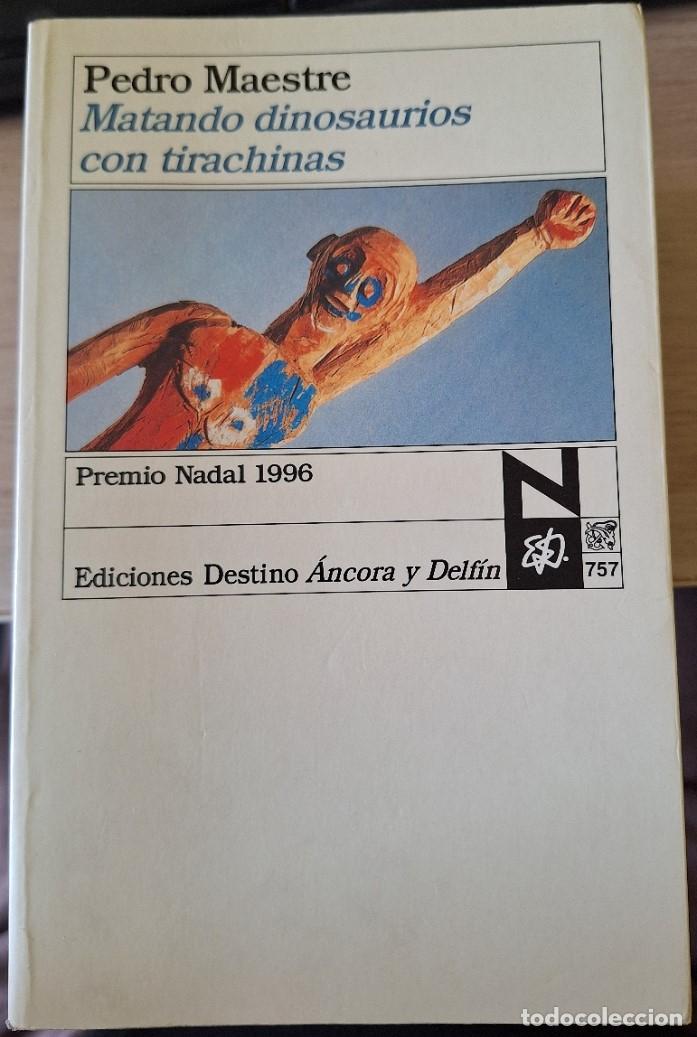 Pedro Maestre
Matando dinosaurios
con tirachinas
Premio Nadal 1996
Ediciones Destino Áncora y Delfín
N
757
todocoleccion